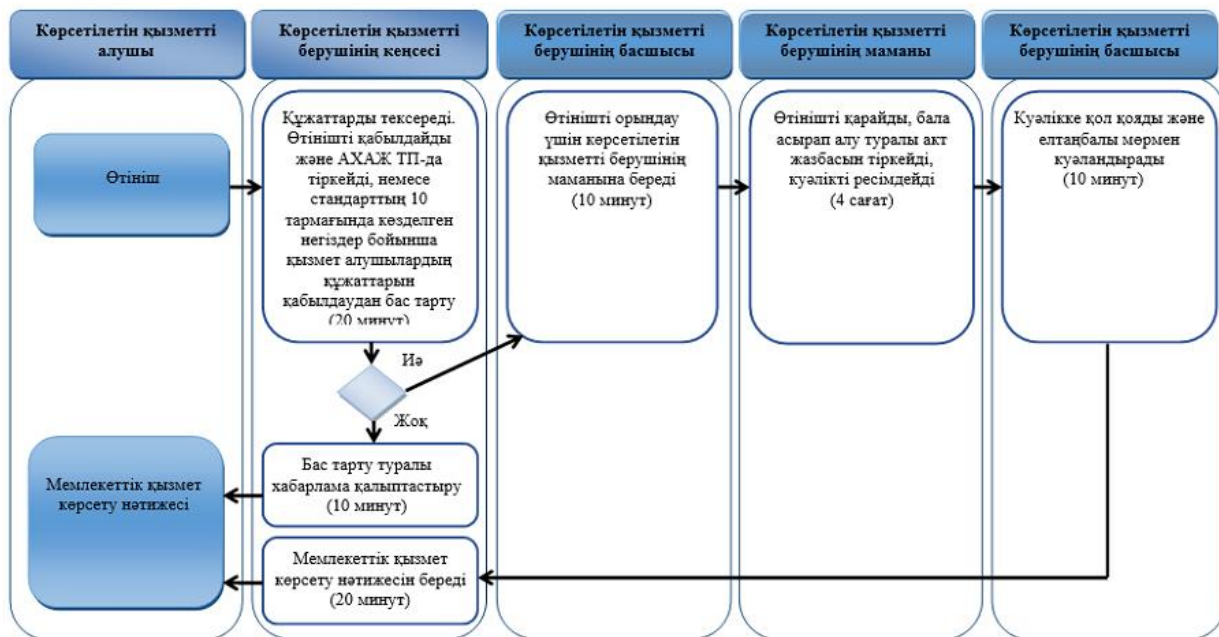 Көрсетілетін қызметті
алушы
Көрсетілетін қызметті
берушінің кеңсесі
Көрсетілетін қызметті
берушінің басшысы
Көрсетілетін қызметті
берушінің маманы
Көрсетілетін қызметті
берушінің басшысы
Өтініш
Құжаттарды тексереді.
Өтінішті қабылдайды
және АХАЖ ТП-да
тіркейді, немесе
стандарттың 10
тармағында көзделген
негіздер бойынша
қызмет алушылардың
құжаттарын
қабылдаудан бас тарту
(20 минут)
Өтінішті орындау
үшін көрсетілетін
қызметті берушінің
маманына береді
(10 минут)
Өтінішті қарайды, бала
асырап алу туралы акт
жазбасын тіркейді,
куәлікті ресімдейді
(4 сағат)
Куәлікке қол қояды және
елтаңбалы мөрмен
куәландырады
(10 минут)
Иә
Жоқ
Бас тарту туралы
хабарлама қалыптастыру
(10 минут)
Мемлекеттік қызмет
көрсету нәтижесі
Мемлекеттік қызмет
көрсету нәтижесін береді
(20 минут)